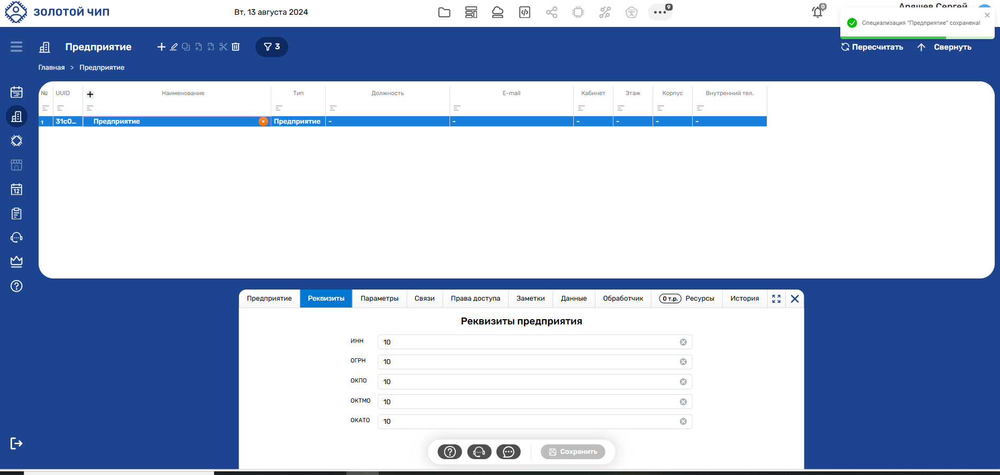 ЗОЛОТОЙ ЧИП
Вт, 13 августа 2024
9
0
Специализация "Предприятие" сохранена!
Предприятие
3
Пересчитать
Свернуть
Главная > Предприятие
№ UUID Наименование Тип Должность E-mail Кабинет Этаж Корпус Внутренний тел.
1 31c0... Предприятие Предприятие - - - - - -
12
Предприятие Реквизиты Параметры Связи Права доступа Заметки Данные Обработчик 0 т.р. Ресурсы История
Реквизиты предприятия
ИНН 10
ОГРН 10
ОКПО 10
ОКТМО 10
ОКАТО 10
Сохранить